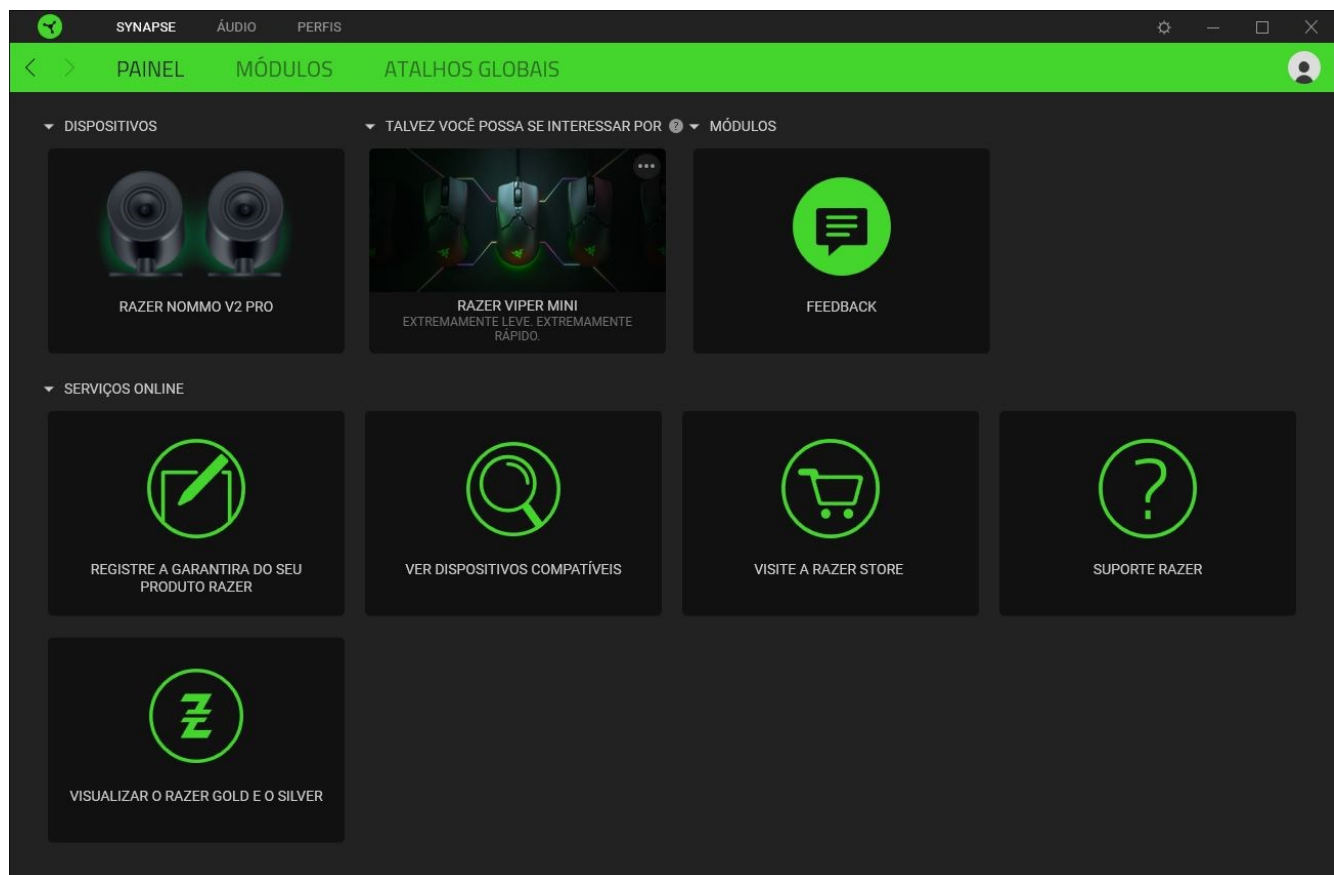 SYNAPSE ÁUDIO PERFIS
PAINEL MÓDULOS ATALHOS GLOBAIS
DISPOSITIVOS
TALVEZ VOCÊ POSSA SE INTERESSAR POR ?
MÓDULOS
RAZER NOMMO V2 PRO
RAZER VIPER MINI
EXTREMAMENTE LEVE. EXTREMAMENTE
RÁPIDO.
FEEDBACK
SERVIÇOS ONLINE
REGISTRE A GARANTIRA DO SEU
PRODUTO RAZER
VER DISPOSITIVOS COMPATÍVEIS
VISITE A RAZER STORE
SUPORTE RAZER
VISUALIZAR O RAZER GOLD E O SILVER